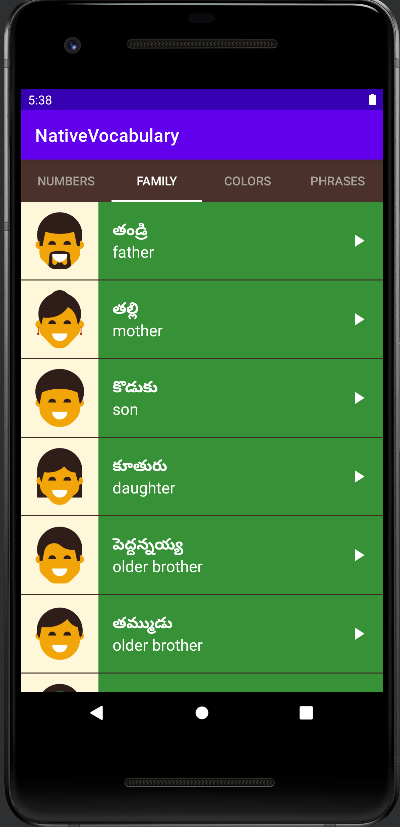 5:38
NativeVocabulary
NUMBERS FAMILY COLORS PHRASES
తండ్రి
father
తల్లి
mother
కొడుకు
son
కూతురు
daughter
పెద్దన్నయ్య
older brother
తమ్ముడు
older brother